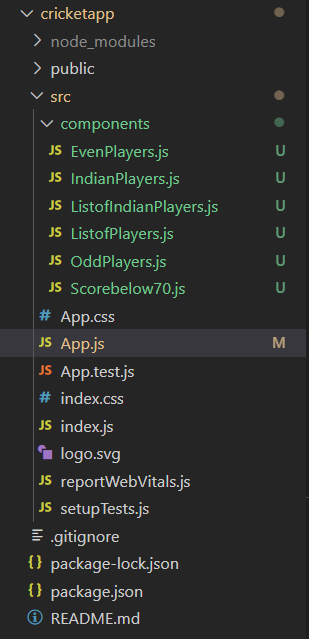 cricketapp
node_modules
public
src
components
JS EvenPlayers.js U
JS IndianPlayers.js U
JS ListofIndianPlayers.js U
JS ListofPlayers.js U
JS OddPlayers.js U
JS Scorebelow70.js U
# App.css
JS App.js M
JS App.test.js
# index.css
JS index.js
logo.svg
JS reportWebVitals.js
JS setupTests.js
.gitignore
{} package-lock.json
{} package.json
README.md